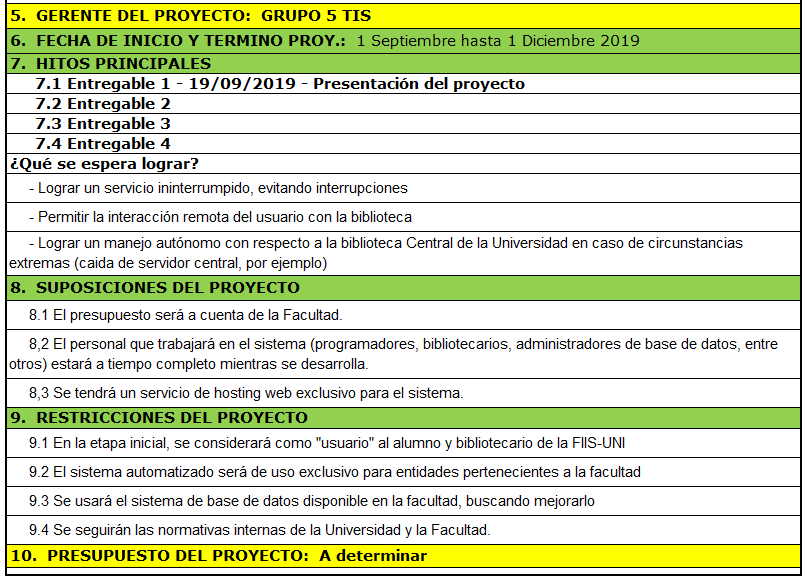 5. GERENTE DEL PROYECTO: GRUPO 5 TIS
6. FECHA DE INICIO Y TERMINO PROY.: 1 Septiembre hasta 1 Diciembre 2019
7. HITOS PRINCIPALES
7.1 Entregable 1 - 19/09/2019 - Presentación del proyecto
7.2 Entregable 2
7.3 Entregable 3
7.4 Entregable 4
¿Qué se espera lograr?
- Lograr un servicio ininterrumpido, evitando interrupciones
- Permitir la interacción remota del usuario con la biblioteca
- Lograr un manejo autónomo con respecto a la biblioteca Central de la Universidad en caso de circunstancias
extremas (caida de servidor central, por ejemplo)
8. SUPOSICIONES DEL PROYECTO
8.1 El presupuesto será a cuenta de la Facultad.
8,2 El personal que trabajará en el sistema (programadores, bibliotecarios, administradores de base de datos, entre
otros) estará a tiempo completo mientras se desarrolla.
8,3 Se tendrá un servicio de hosting web exclusivo para el sistema.
9. RESTRICCIONES DEL PROYECTO
9.1 En la etapa inicial, se considerará como "usuario" al alumno y bibliotecario de la FIIS-UNI
9.2 El sistema automatizado será de uso exclusivo para entidades pertenecientes a la facultad
9.3 Se usará el sistema de base de datos disponible en la facultad, buscando mejorarlo
9.4 Se seguirán las normativas internas de la Universidad y la Facultad.
10. PRESUPUESTO DEL PROYECTO: A determinar